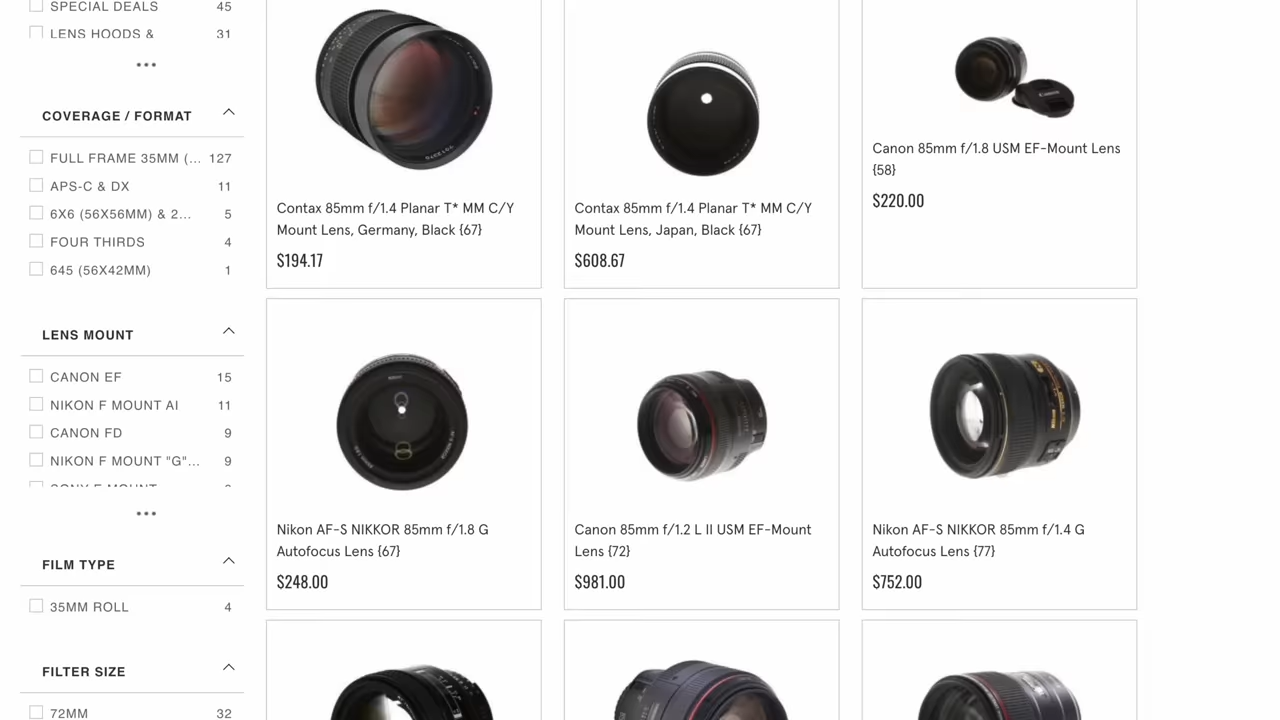 SPECIAL DEALS 45
LENS HOODS & 31
COVERAGE / FORMAT
FULL FRAME 35MM (... 127
APS-C & DX 11
6X6 (56X56MM) & 2... 5
FOUR THIRDS 4
645 (56X42MM) 1
LENS MOUNT
CANON EF 15
NIKON F MOUNT AI 11
CANON FD 9
NIKON F MOUNT "G"... 9
FILM TYPE
35MM ROLL 4
FILTER SIZE
72MM 32
Contax 85mm f/1.4 Planar T* MM C/Y
Mount Lens, Germany, Black {67}
$194.17
Contax 85mm f/1.4 Planar T* MM C/Y
Mount Lens, Japan, Black {67}
$608.67
Canon
Canon 85mm f/1.8 USM EF-Mount Lens
{58}
$220.00
Nikon AF-S NIKKOR 85mm f/1.8 G
Autofocus Lens {67}
$248.00
Canon 85mm f/1.2 L II USM EF-Mount
Lens {72}
$981.00
Nikon AF-S NIKKOR 85mm f/1.4 G
Autofocus Lens {77}
$752.00